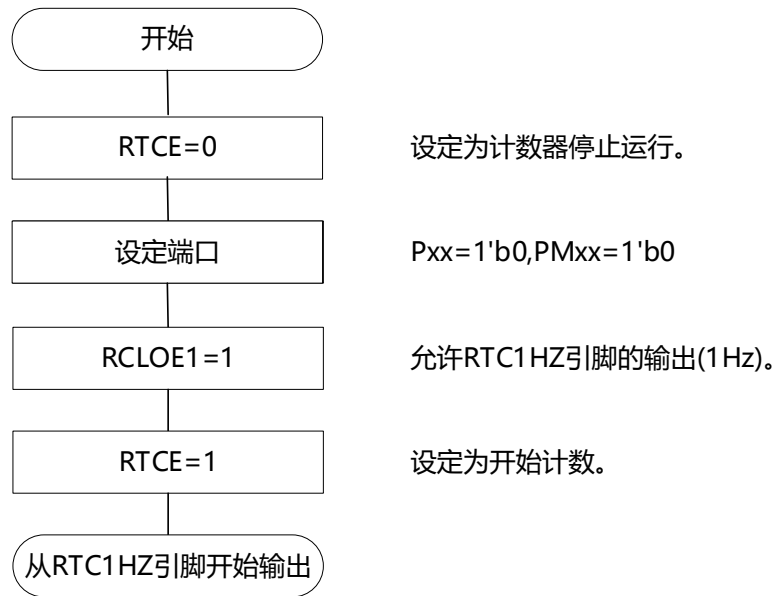 开始
RTCE=0
设定为计数器停止运行。
设定端口
Pxx=1'b0,PMxx=1'b0
RCLOE1=1
允许RTC1HZ引脚的输出(1Hz)。
RTCE=1
设定为开始计数。
从RTC1HZ引脚开始输出